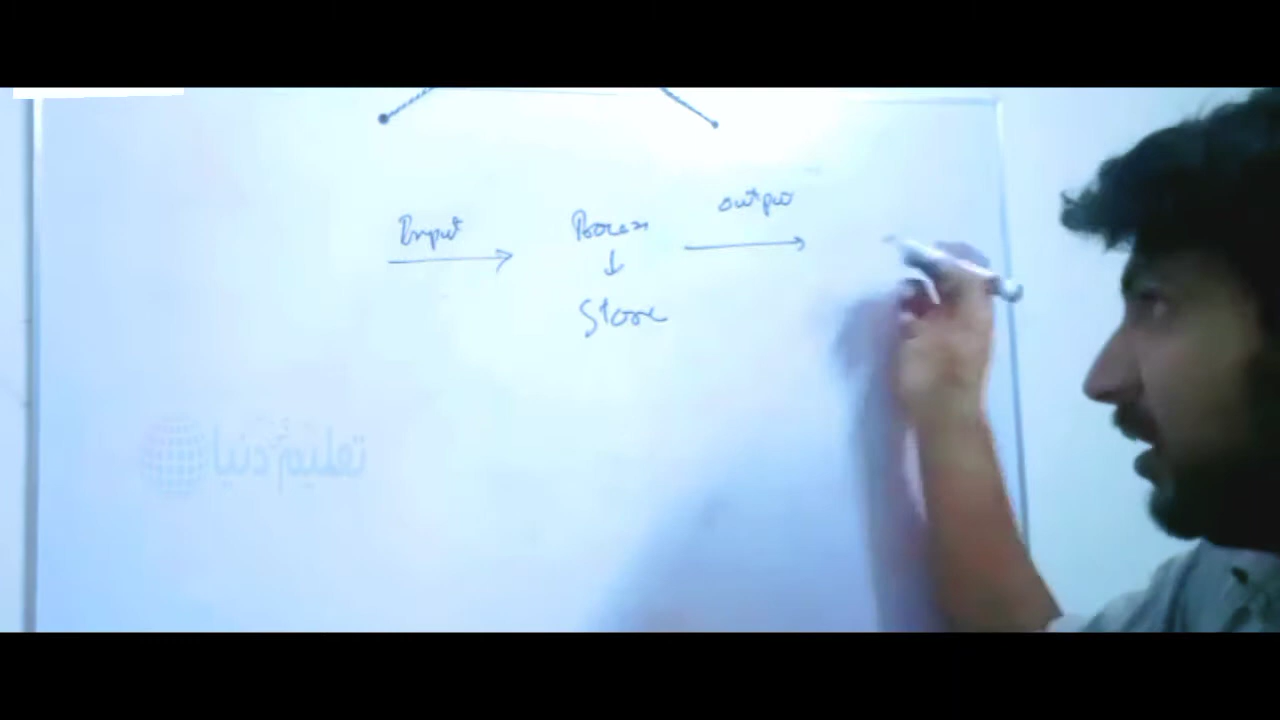 Input
Process
output
↓
Store
تعلیم دنیا